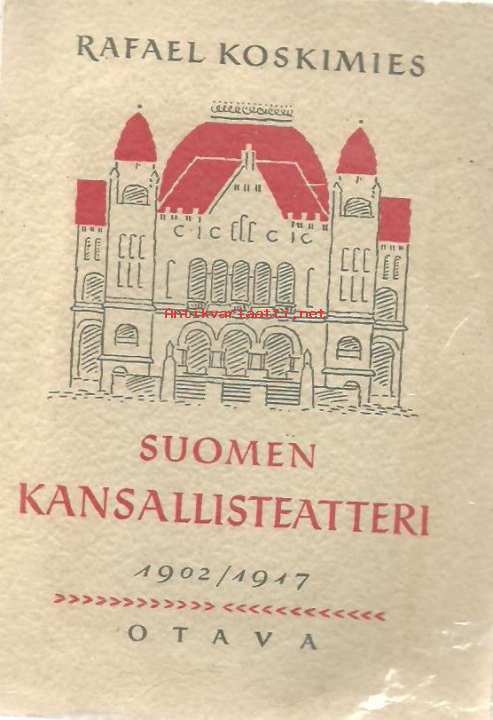 RAFAEL KOSKIMIES
Antikvariaatti.net
SUOMEN
KANSALLISTEATTERI
1902/1917
OTAVA